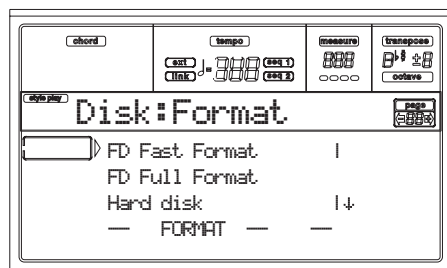 chord tempo measure transpose
ext seq 1
link seq 2
octave
style play Disk:Format page
FD Fast Format
FD Full Format
Hard disk
FORMAT